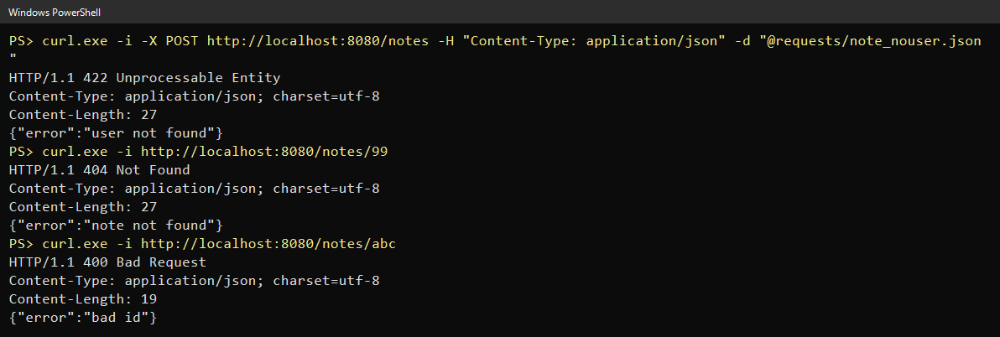 Windows PowerShell
PS> curl.exe -i -X POST http://localhost:8080/notes -H "Content-Type: application/json" -d "@requests/note_nouser.json
"
HTTP/1.1 422 Unprocessable Entity
Content-Type: application/json; charset=utf-8
Content-Length: 27
{"error":"user not found"}
PS> curl.exe -i http://localhost:8080/notes/99
HTTP/1.1 404 Not Found
Content-Type: application/json; charset=utf-8
Content-Length: 27
{"error":"note not found"}
PS> curl.exe -i http://localhost:8080/notes/abc
HTTP/1.1 400 Bad Request
Content-Type: application/json; charset=utf-8
Content-Length: 19
{"error":"bad id"}